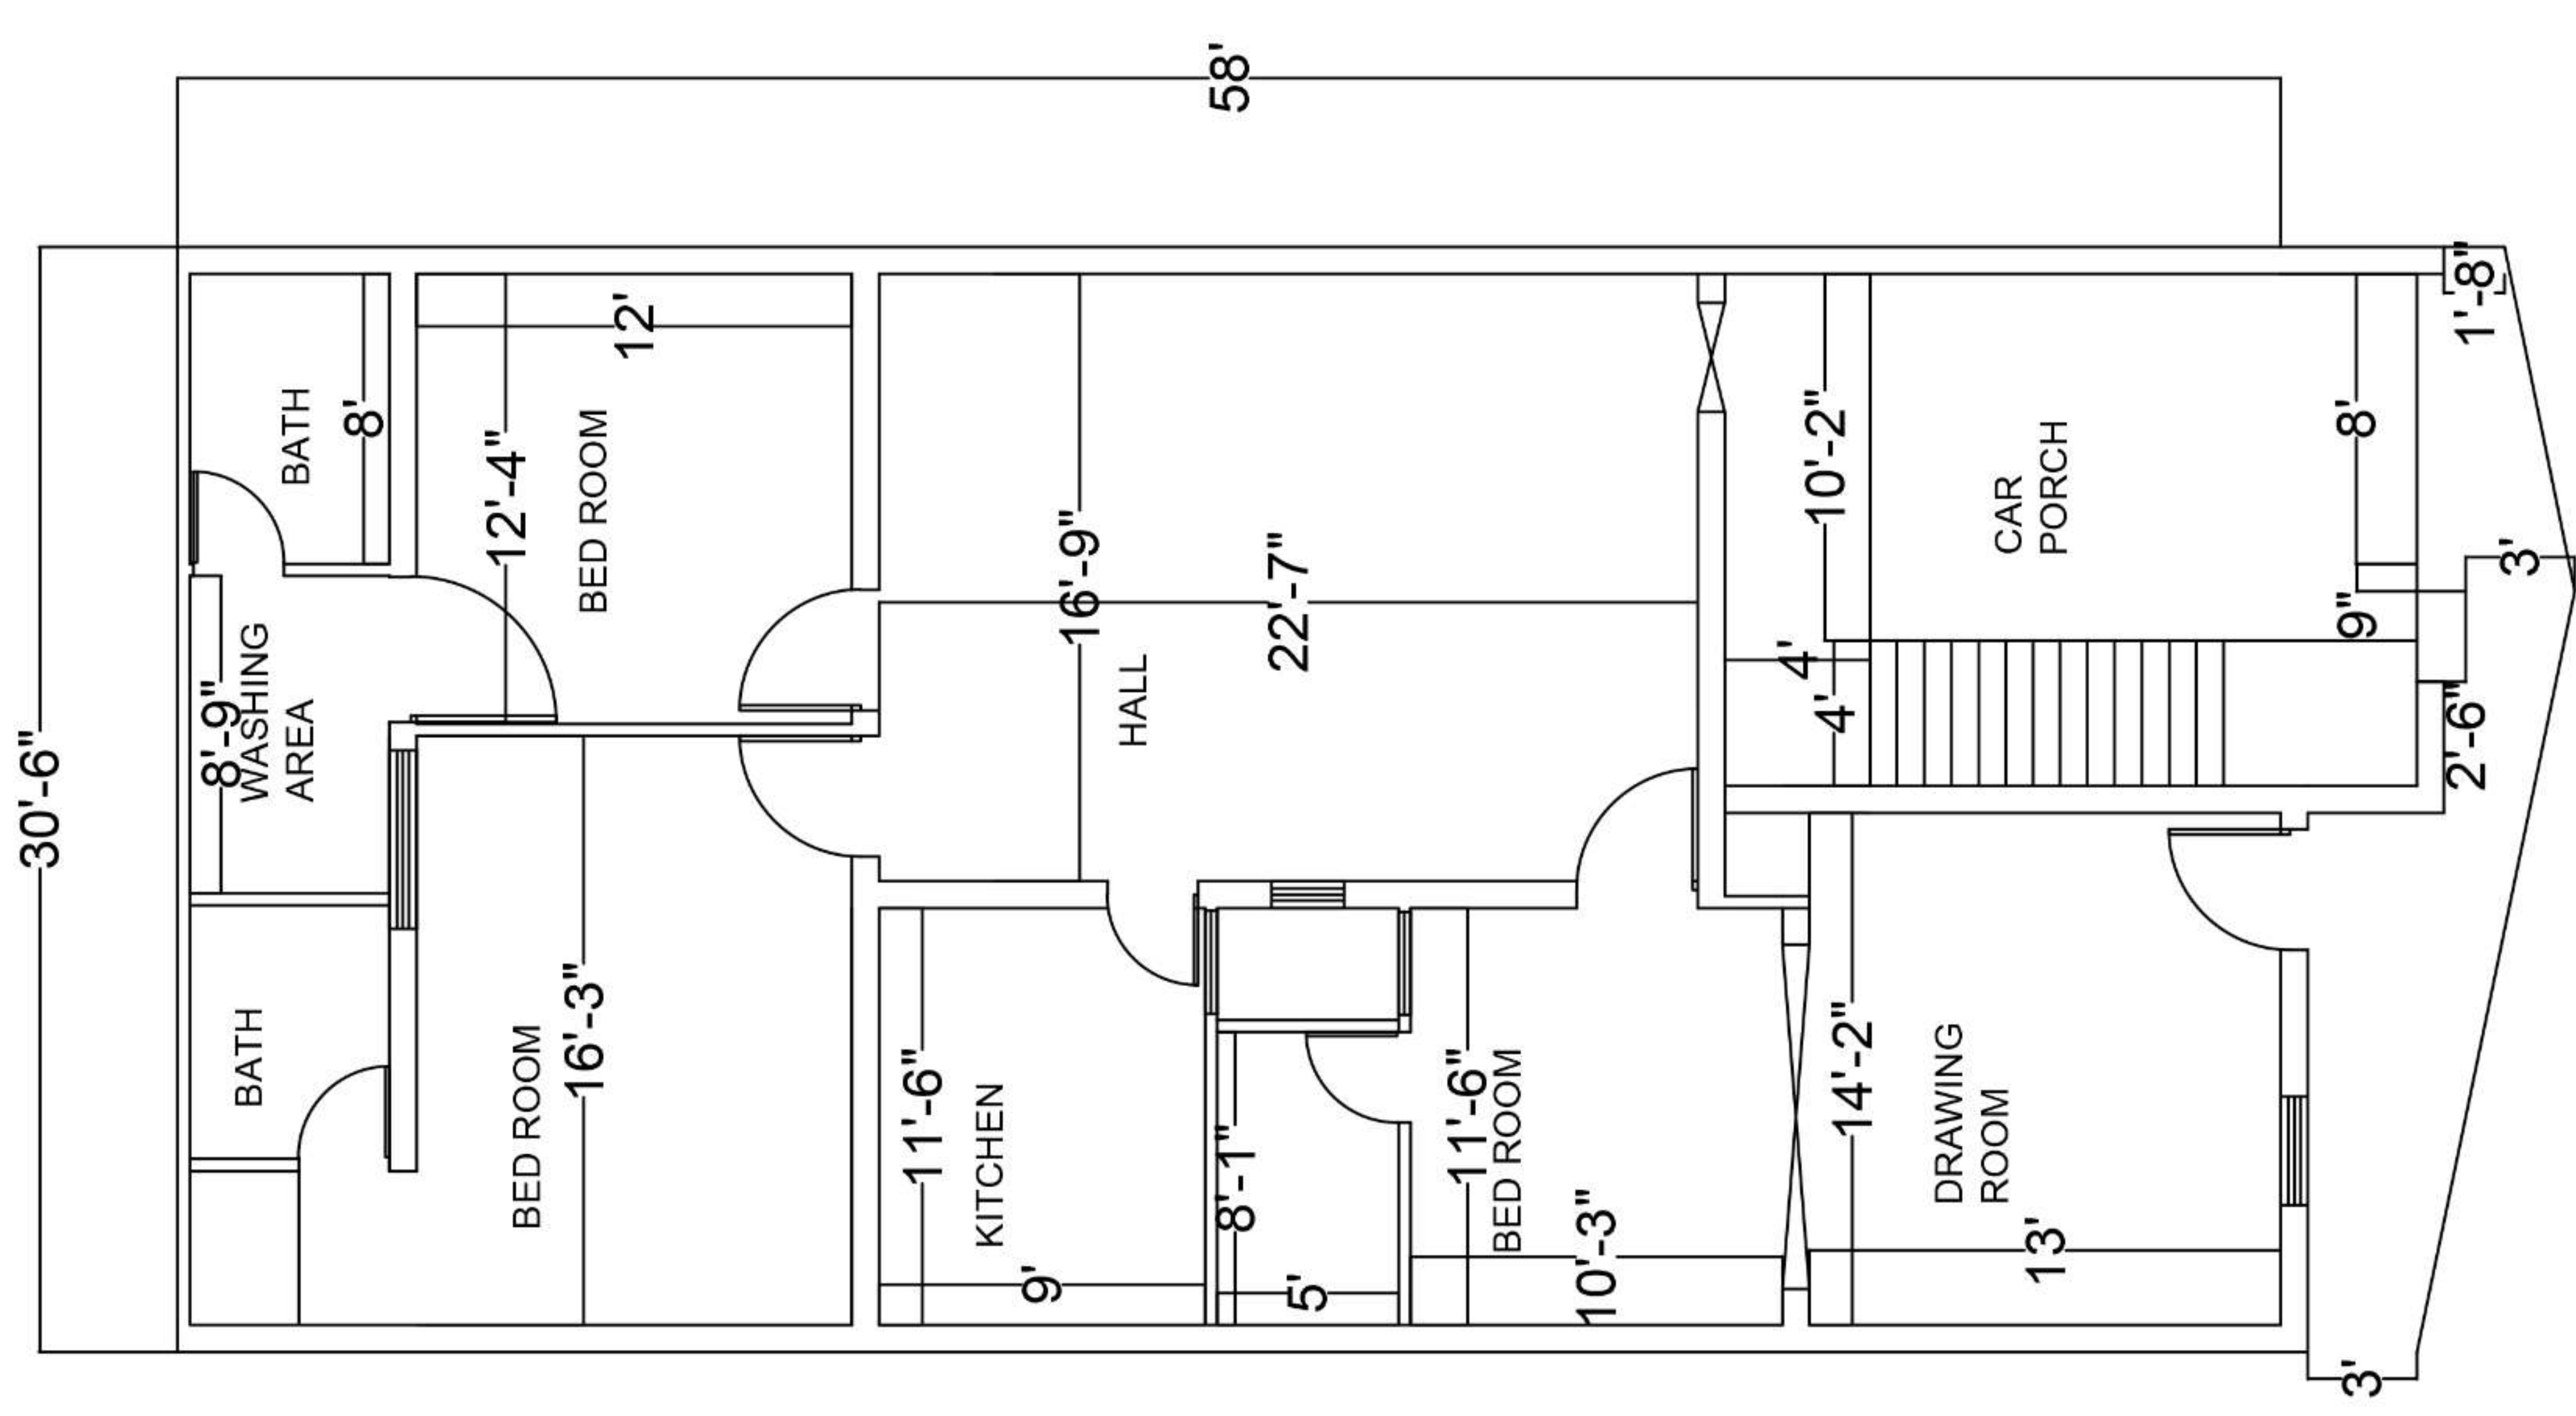 58'
30'-6"
BATH
8'
12'
12'-4"
BED ROOM
8'-9"
WASHING
AREA
BATH
BED ROOM
16'-3"
16'-9"
22'-7"
HALL
11'-6"
KITCHEN
9'
8'-1"
5'
11'-6"
BED ROOM
10'-3"
10'-2"
4'
4'
CAR
PORCH
8'
9"
1'-8"
3'
2'-6"
14'-2"
DRAWING
ROOM
13'
3'